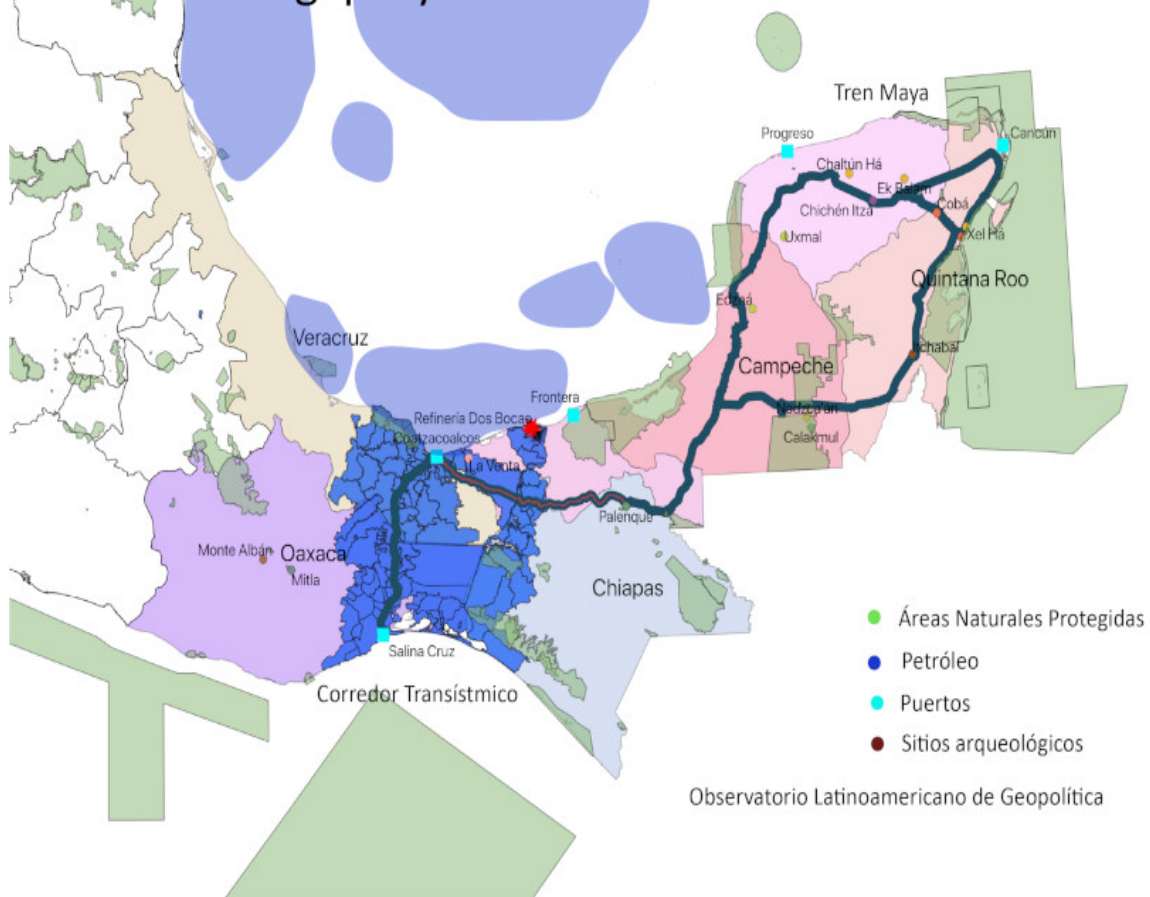 Tren Maya
Progreso
Cancún
Chaltún Há
Ek Balam
Chichén Itzá
Cobá
Uxmal
Xel Há
Quintana Roo
Edzná
Veracruz
Campeche
Frontera
Refinería Dos Bocas
Coatzacoalcos
La Venta
Calakmul
Palenque
Monte Albán
Oaxaca
Mitla
Chiapas
Salina Cruz
Corredor Transístmico
Áreas Naturales Protegidas
Petróleo
Puertos
Sitios arqueológicos
Observatorio Latinoamericano de Geopolítica